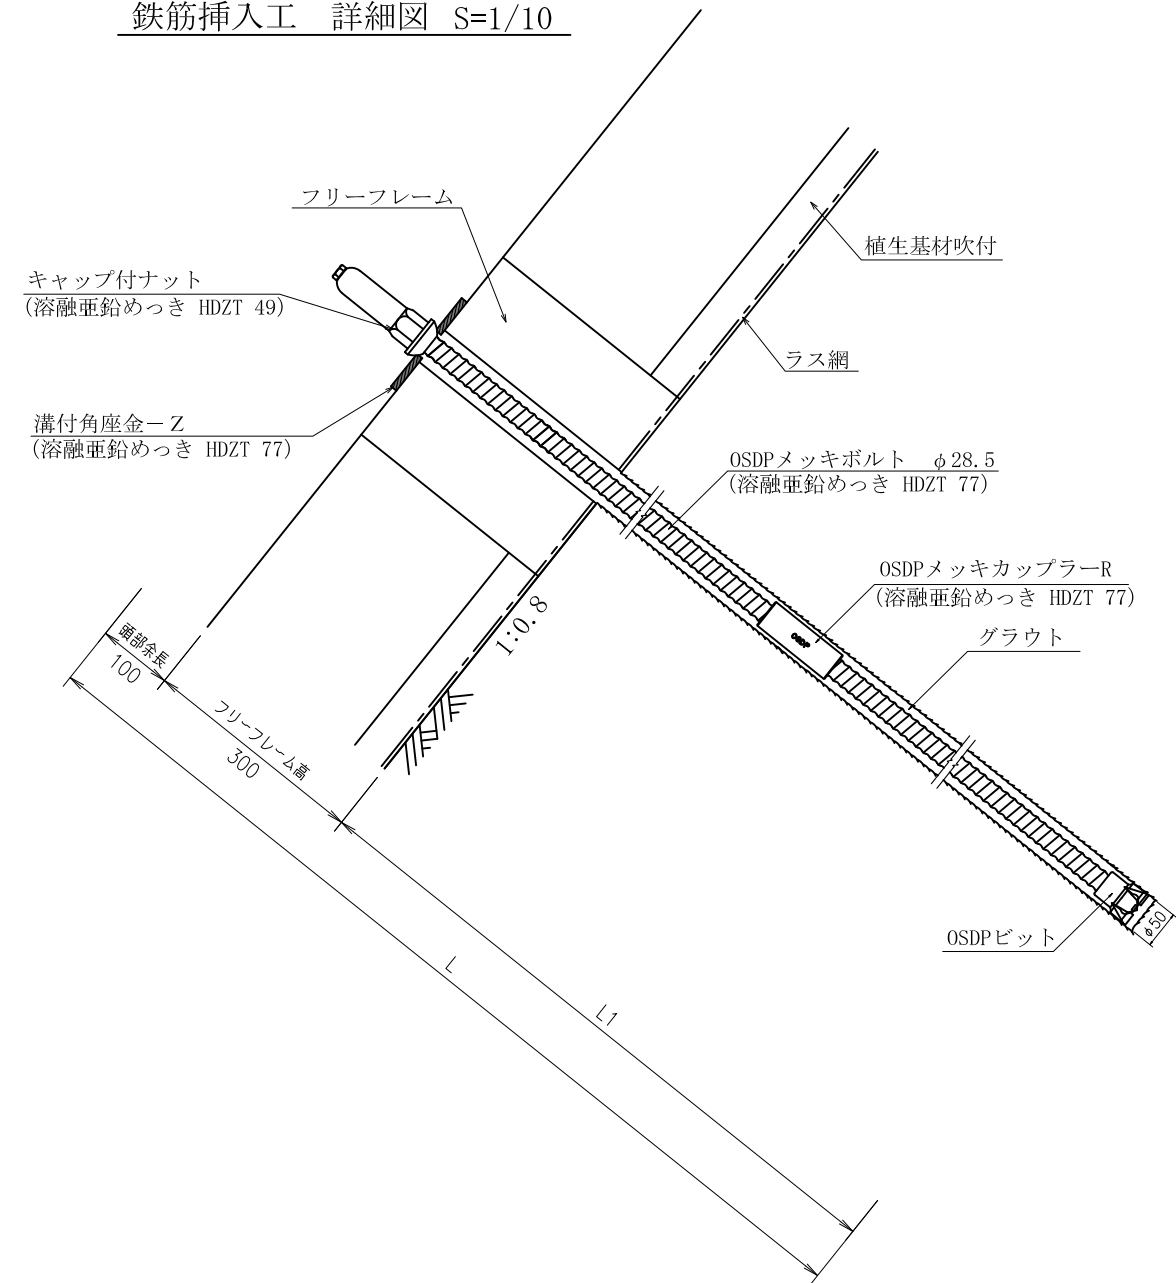 鉄筋挿入工　詳細図 S=1/10
フリーフレーム
植生基材吹付
キャップ付ナット
(溶融亜鉛めっき HDZT 49)
ラス網
溝付角座金－Z
(溶融亜鉛めっき HDZT 77)
OSDPメッキボルト　φ28.5
(溶融亜鉛めっき HDZT 77)
OSDPメッキカップラーR
(溶融亜鉛めっき HDZT 77)
グラウト
OSDP
1:0.8
頭部余長
100
フリーフレーム高
300
OSDPビット
φ50
L
L1